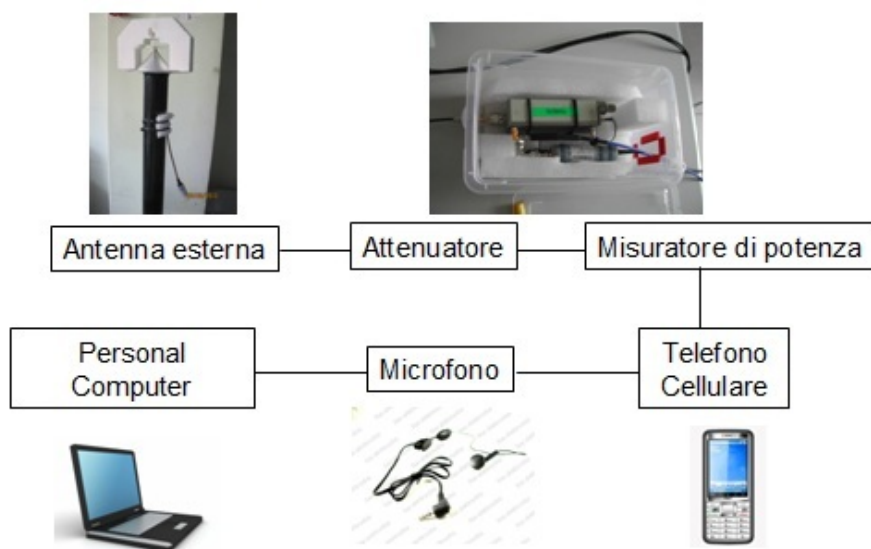 Antenna esterna
Attenuatore
Misuratore di potenza
Personal
Computer
Microfono
Telefono
Cellulare